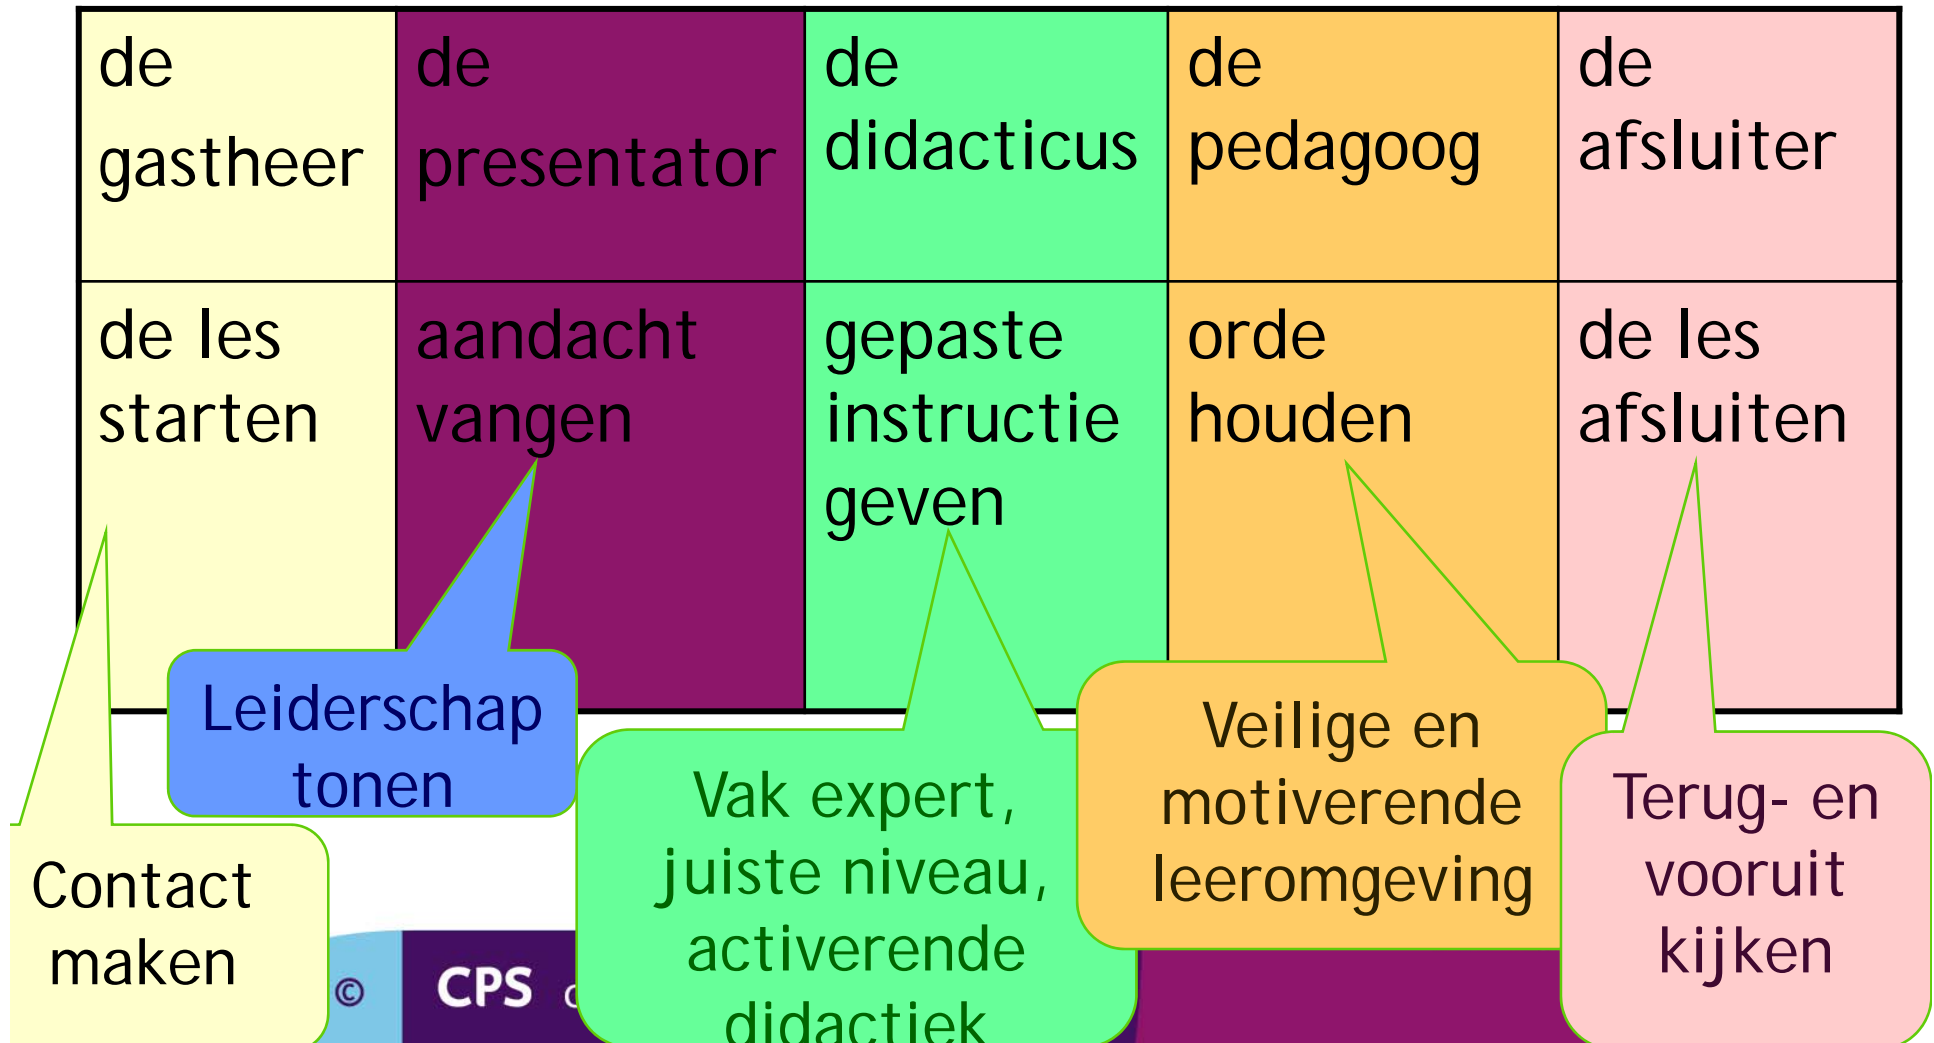 de
gastheer
de
presentator
de
didacticus
de
pedagoog
de
afsluiter
de les
starten
aandacht
vangen
gepaste
instructie
geven
orde
houden
de les
afsluiten
Contact
maken
Leiderschap
tonen
Vak expert,
juiste niveau,
activerende
didactiek
Veilige en
motiverende
leeromgeving
Terug- en
vooruit
kijken
© CPS